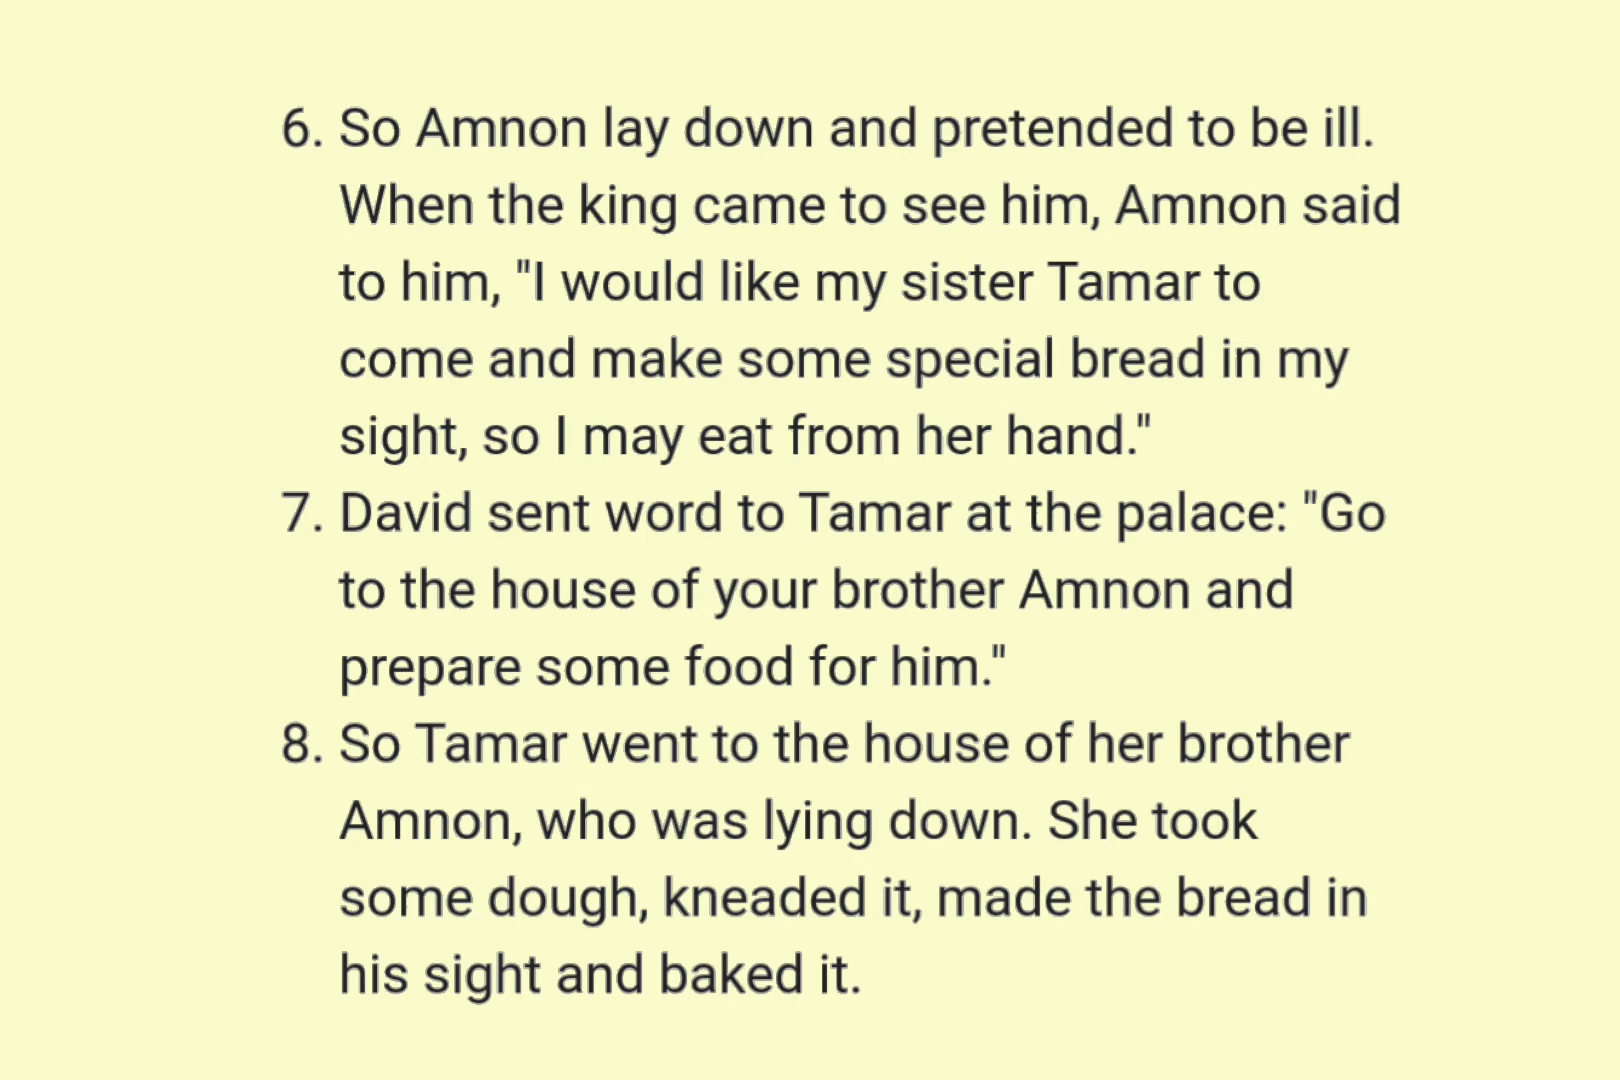 6. So Amnon lay down and pretended to be ill.
When the king came to see him, Amnon said
to him, "I would like my sister Tamar to
come and make some special bread in my
sight, so I may eat from her hand."
7. David sent word to Tamar at the palace: "Go
to the house of your brother Amnon and
prepare some food for him."
8. So Tamar went to the house of her brother
Amnon, who was lying down. She took
some dough, kneaded it, made the bread in
his sight and baked it.